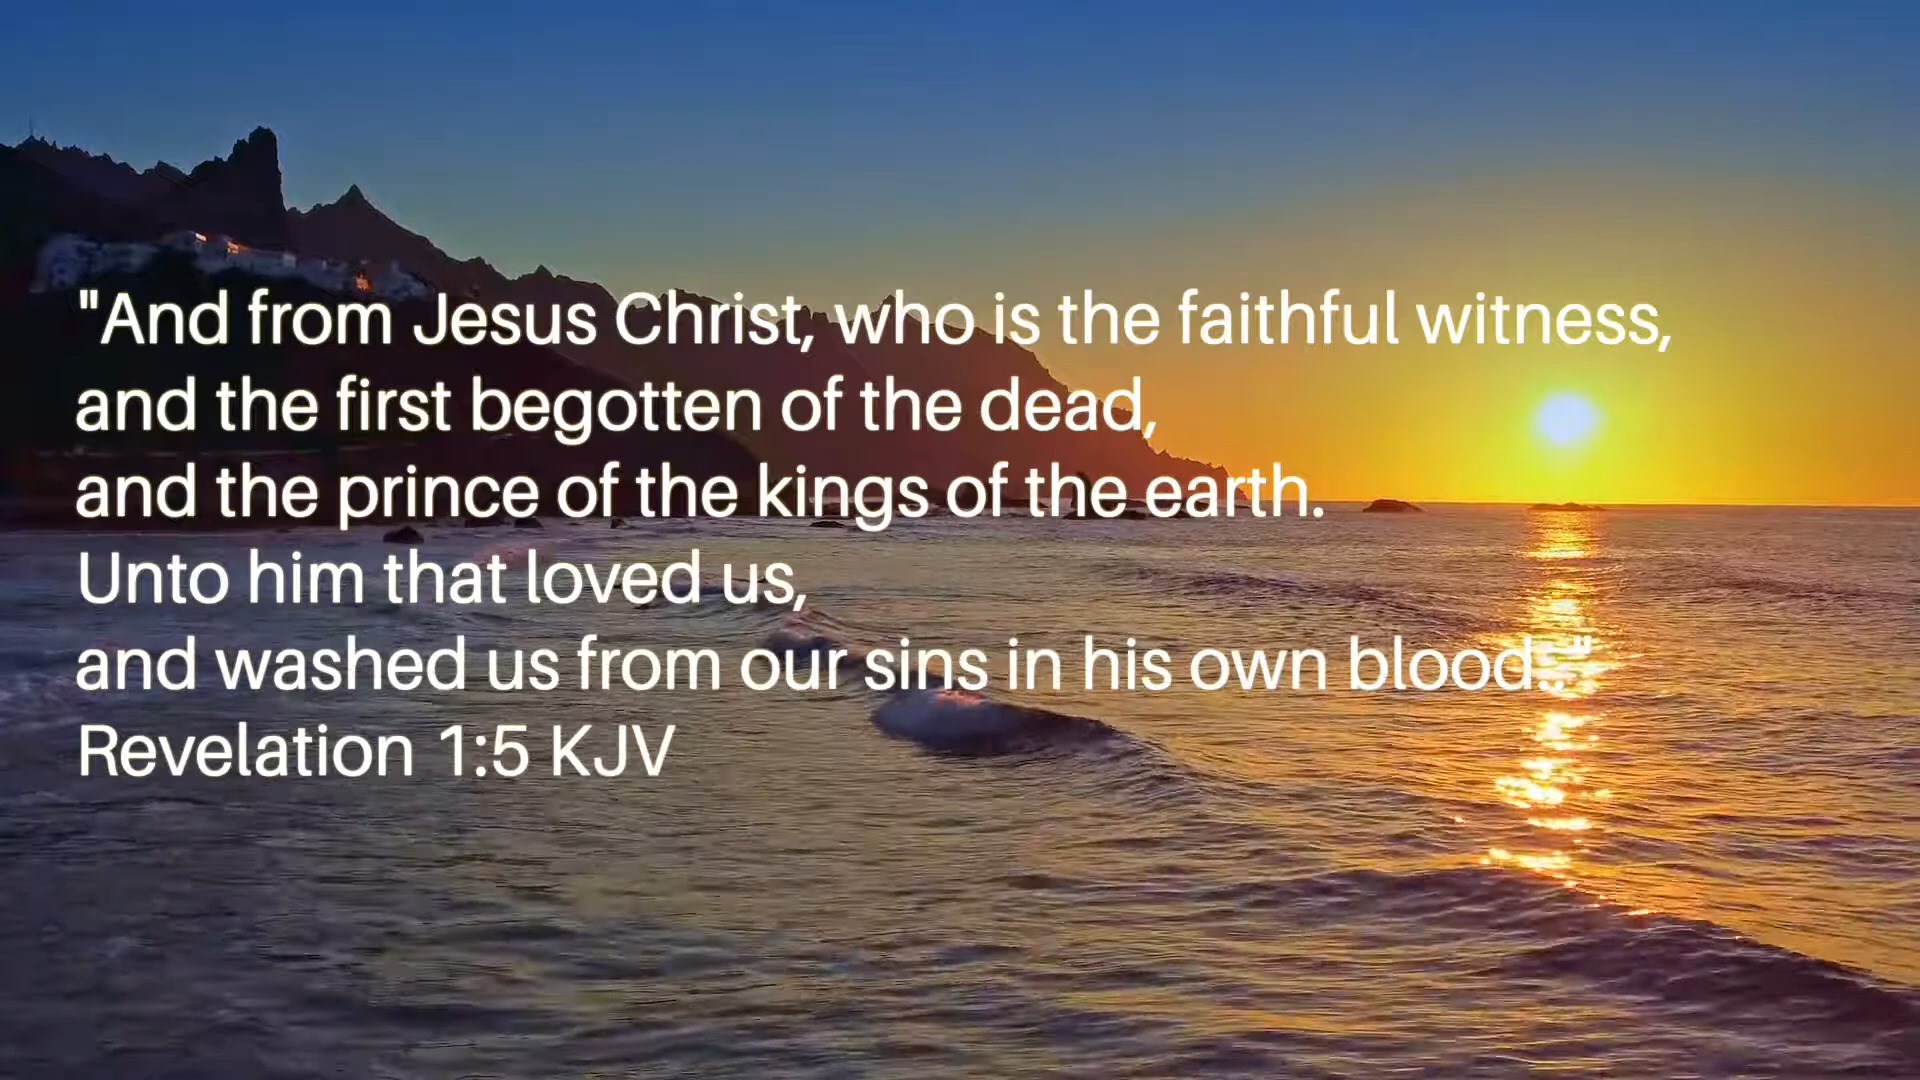 "And from Jesus Christ, who is the faithful witness,
and the first begotten of the dead,
and the prince of the kings of the earth.
Unto him that loved us,
and washed us from our sins in his own blood."
Revelation 1:5 KJV